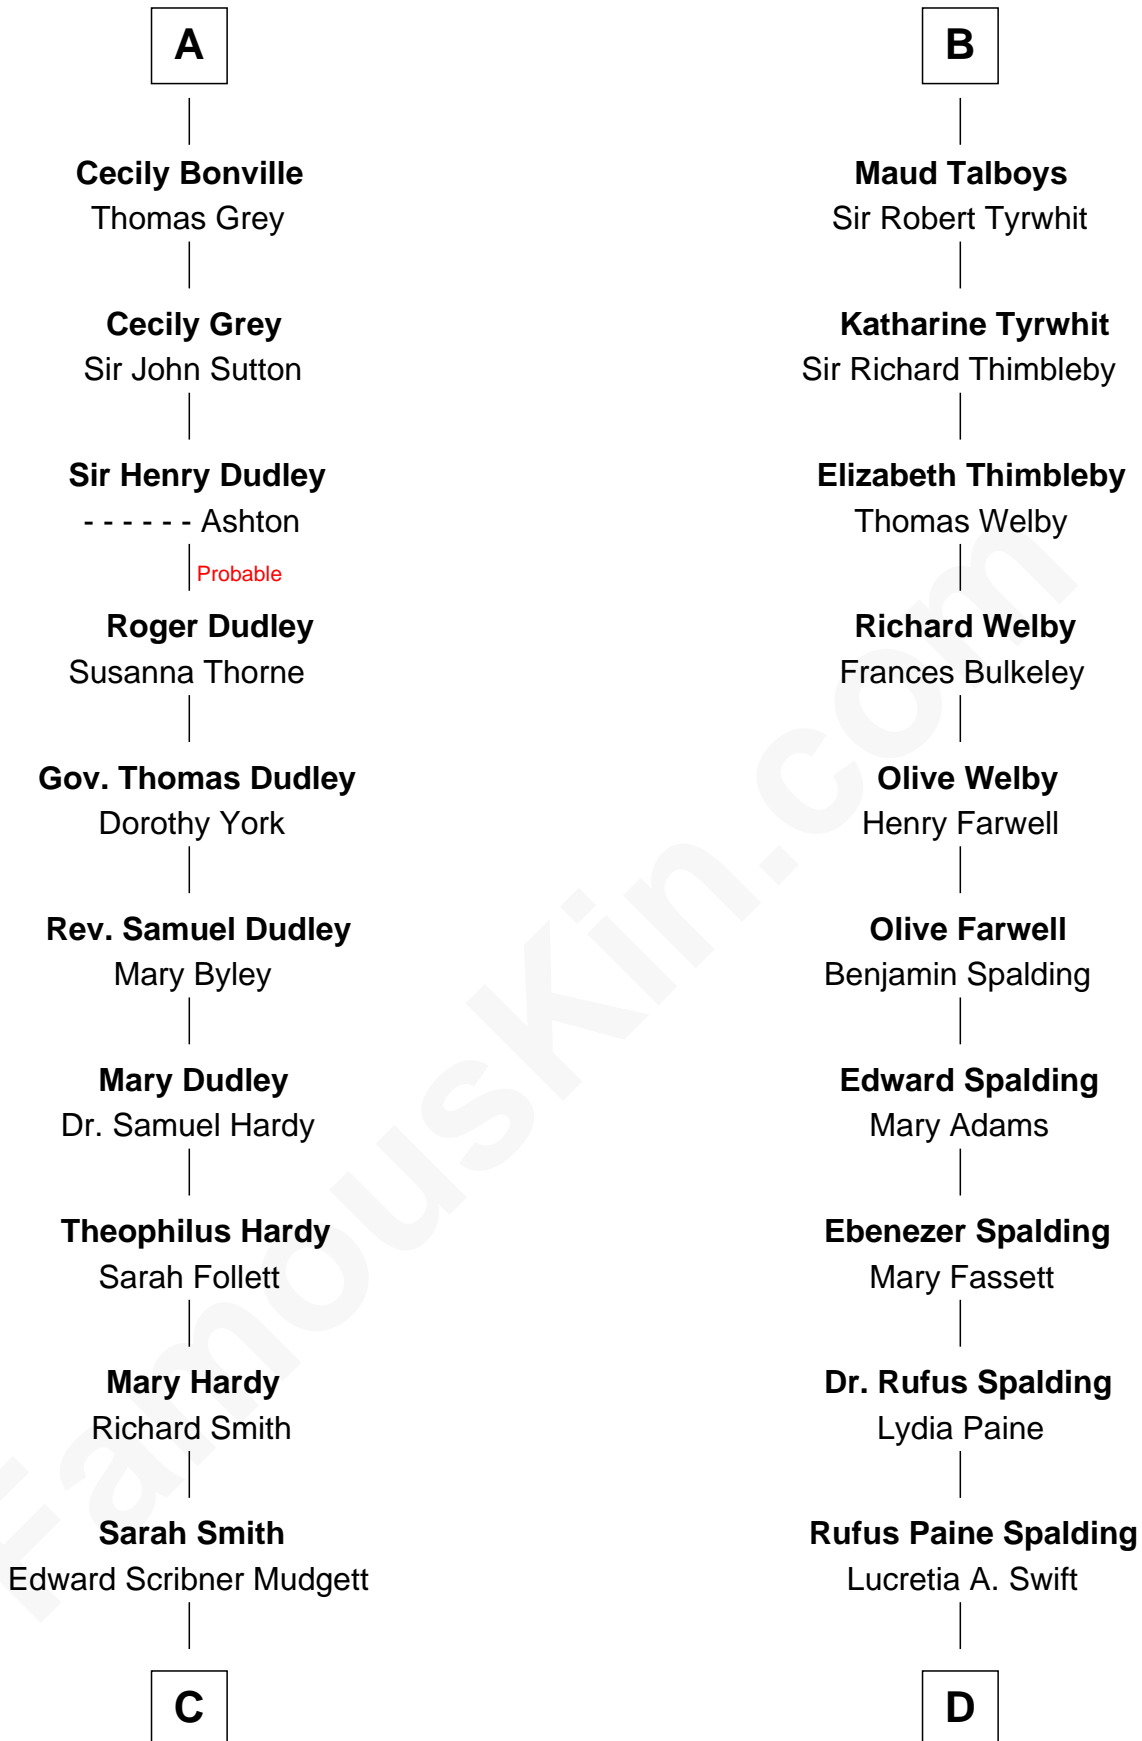 A
Cecily Bonville
Thomas Grey
Cecily Grey
Sir John Sutton
Sir Henry Dudley
- - - - - - Ashton
Probable
Roger Dudley
Susanna Thorne
Gov. Thomas Dudley
Dorothy York
Rev. Samuel Dudley
Mary Byley
Mary Dudley
Dr. Samuel Hardy
Theophilus Hardy
Sarah Follett
Mary Hardy
Richard Smith
Sarah Smith
Edward Scribner Mudgett
C
B
Maud Talboys
Sir Robert Tyrwhit
Katharine Tyrwhit
Sir Richard Thimbleby
Elizabeth Thimbleby
Thomas Welby
Richard Welby
Frances Bulkeley
Olive Welby
Henry Farwell
Olive Farwell
Benjamin Spalding
Edward Spalding
Mary Adams
Ebenezer Spalding
Mary Fassett
Dr. Rufus Spalding
Lydia Paine
Rufus Paine Spalding
Lucretia A. Swift
D
FamousKin.com